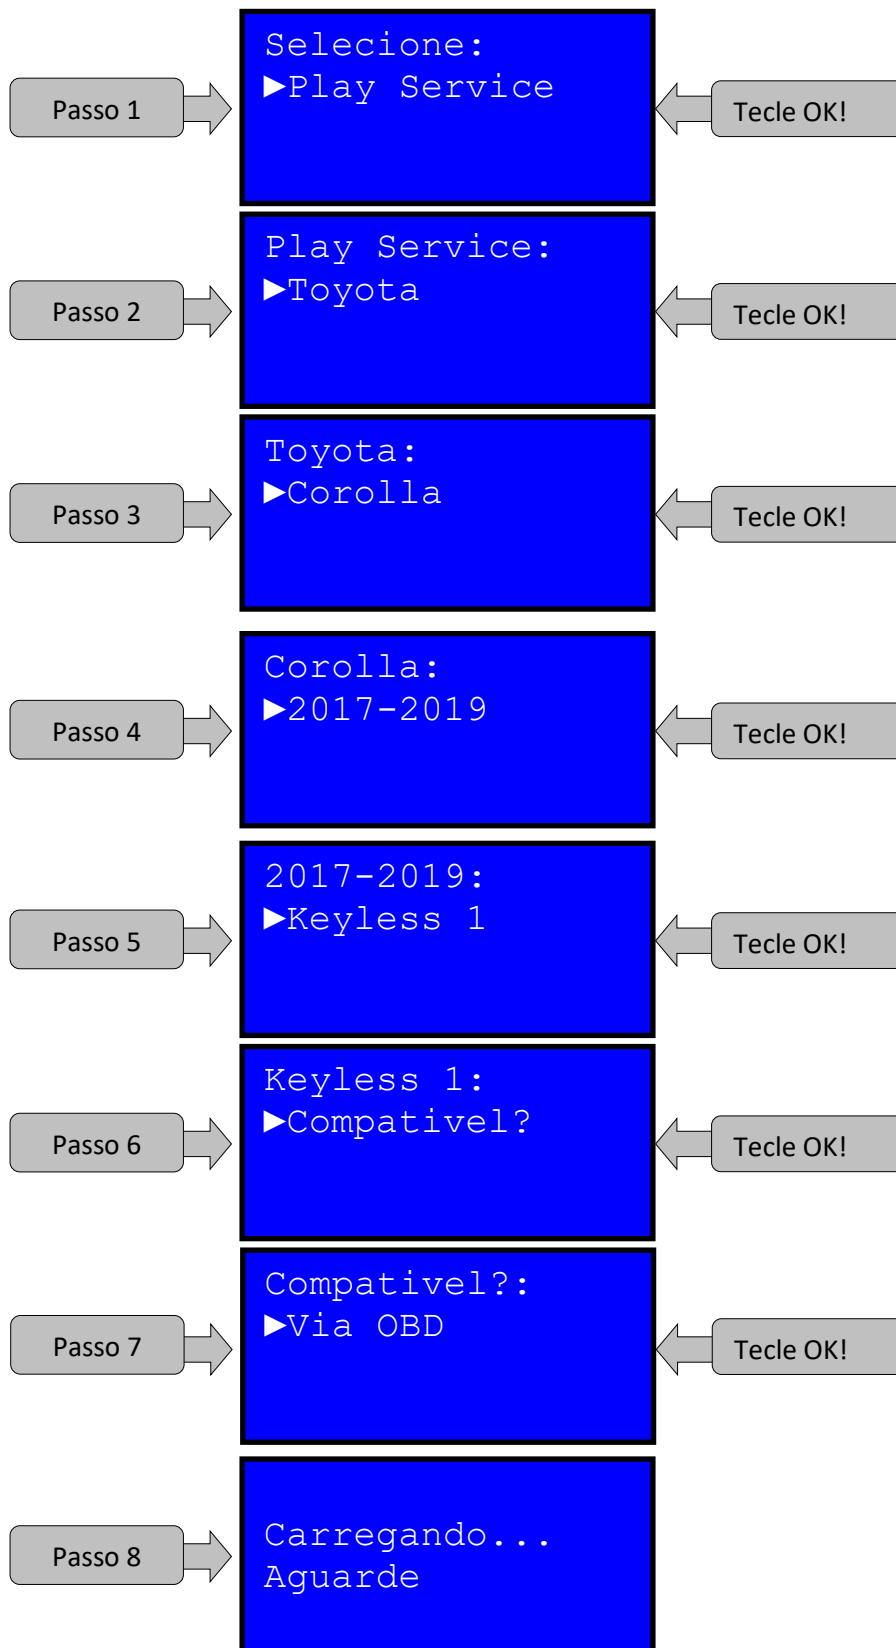 Selecione:
►Play Service
Passo 1
Tecle OK!
Play Service:
►Toyota
Passo 2
Tecle OK!
Toyota:
►Corolla
Passo 3
Tecle OK!
Corolla:
►2017-2019
Passo 4
Tecle OK!
2017-2019:
►Keyless 1
Passo 5
Tecle OK!
Keyless 1:
►Compativel?
Passo 6
Tecle OK!
Compativel?:
►Via OBD
Passo 7
Tecle OK!
Carregando...
Aguarde
Passo 8